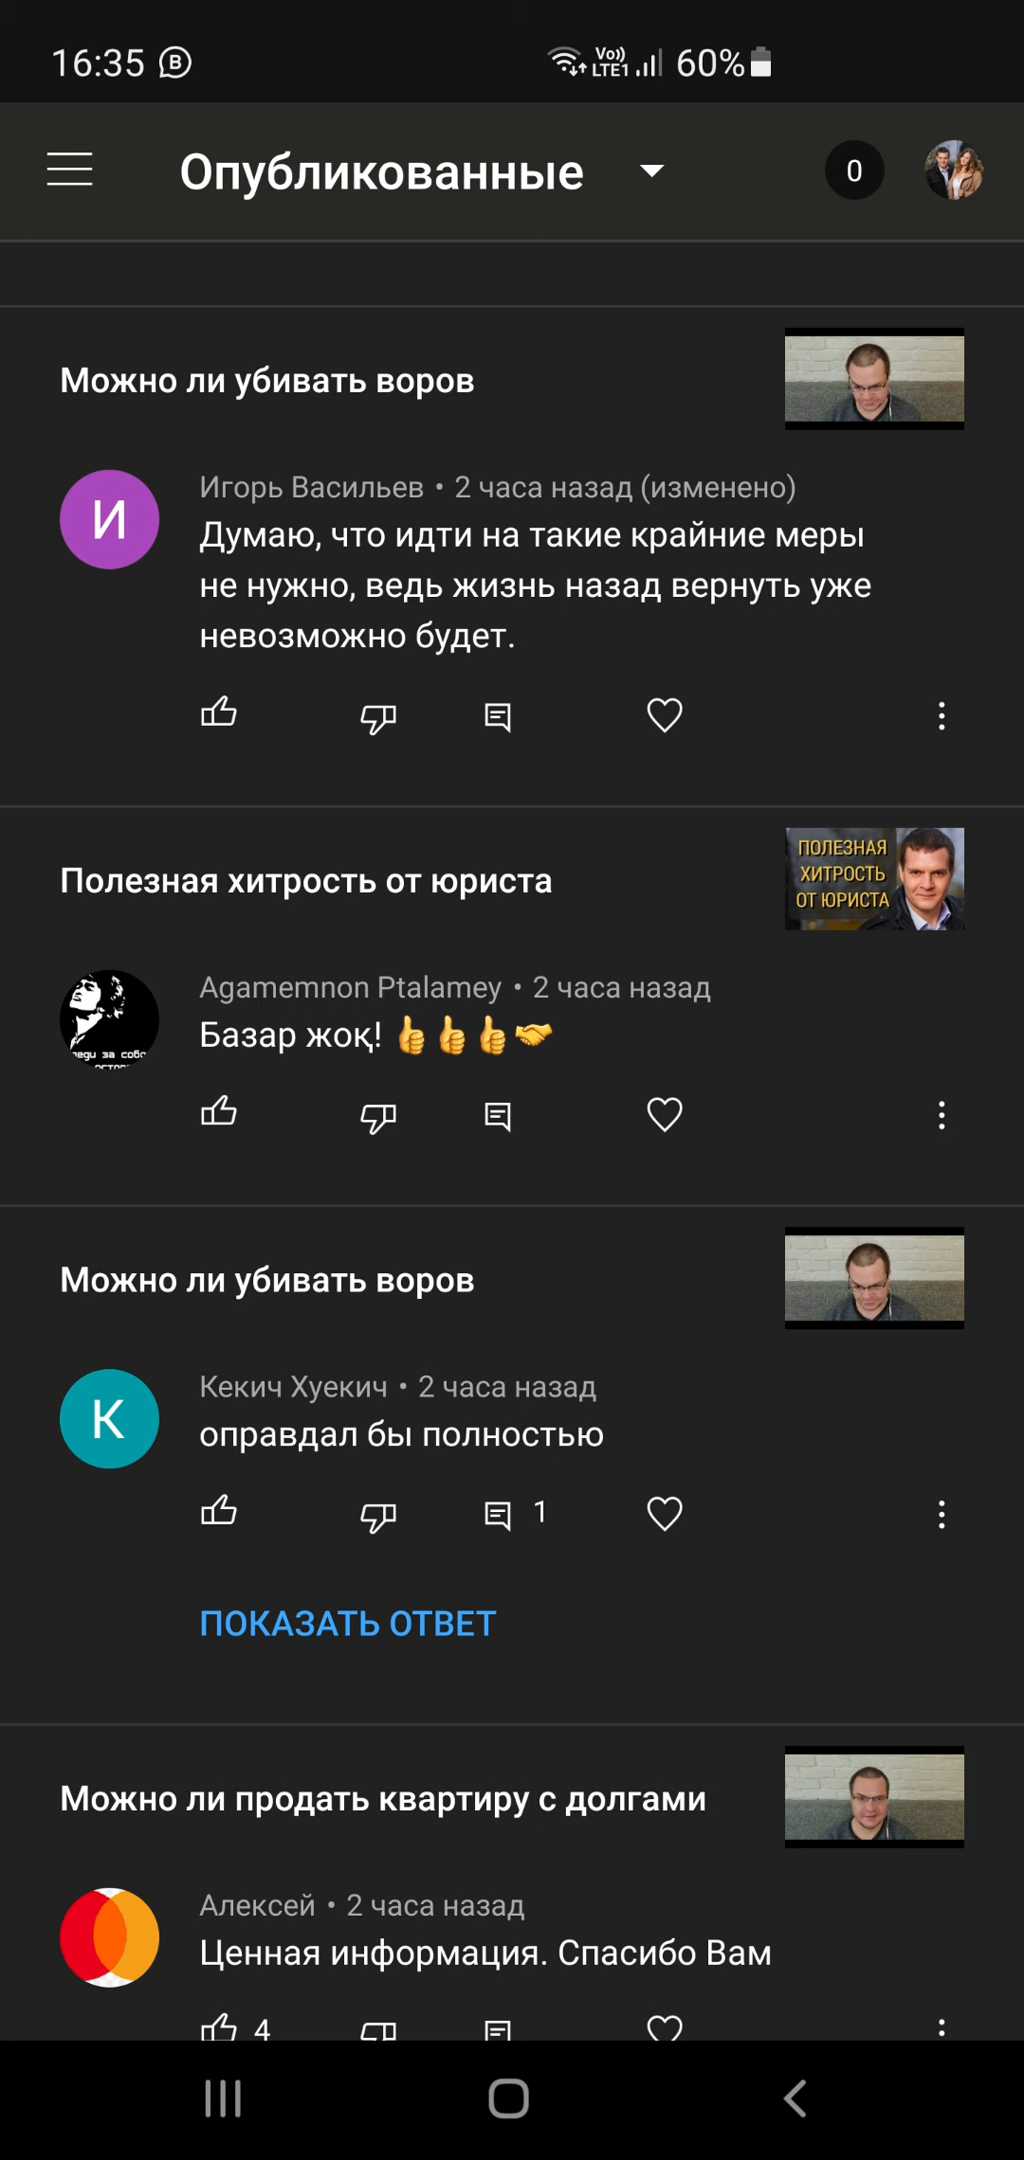 16:35
Vo)) LTE1 60%
Опубликованные
0
Можно ли убивать воров
И
Игорь Васильев • 2 часа назад (изменено)
Думаю, что идти на такие крайние меры
не нужно, ведь жизнь назад вернуть уже
невозможно будет.
Полезная хитрость от юриста
ПОЛЕЗНАЯ
ХИТРОСТЬ
ОТ ЮРИСТА
Agamemnon Ptalamey • 2 часа назад
Базар жоқ! 👍👍👍🤝
за
Можно ли убивать воров
К
Кекич Хуекич • 2 часа назад
оправдал бы полностью
1
ПОКАЗАТЬ ОТВЕТ
Можно ли продать квартиру с долгами
Алексей • 2 часа назад
Ценная информация. Спасибо Вам
4